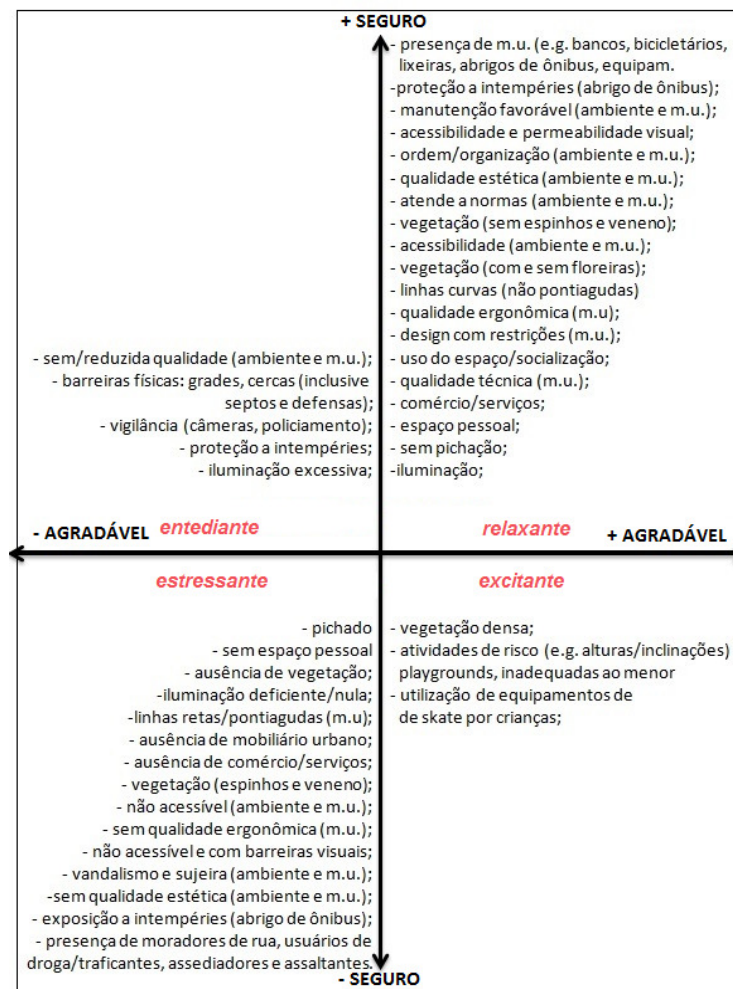 + SEGURO
- presença de m.u. (e.g. bancos, bicicletários,
lixeiras, abrigos de ônibus, equipam.
-proteção a intempéries (abrigo de ônibus);
- manutenção favorável (ambiente e m.u.);
- acessibilidade e permeabilidade visual;
- ordem/organização (ambiente e m.u.);
- qualidade estética (ambiente e m.u.);
- atende a normas (ambiente e m.u.);
- vegetação (sem espinhos e veneno);
- acessibilidade (ambiente e m.u.);
- vegetação (com e sem floreiras);
- linhas curvas (não pontiagudas)
- qualidade ergonômica (m.u);
- design com restrições (m.u.);
- uso do espaço/socialização;
- qualidade técnica (m.u.);
- comércio/serviços;
- espaço pessoal;
- sem pichação;
-iluminação;
- sem/reduzida qualidade (ambiente e m.u.);
- barreiras físicas: grades, cercas (inclusive
septos e defensas);
- vigilância (câmeras, policiamento);
- proteção a intempéries;
- iluminação excessiva;
- AGRADÁVEL
entediante
relaxante
+ AGRADÁVEL
estressante
excitante
- pichado
- sem espaço pessoal
- ausência de vegetação;
-iluminação deficiente/nula;
-linhas retas/pontiagudas (m.u);
- ausência de mobiliário urbano;
- ausência de comércio/serviços;
- vegetação (espinhos e veneno);
- não acessível (ambiente e m.u.);
- sem qualidade ergonômica (m.u.);
- não acessível e com barreiras visuais;
- vandalismo e sujeira (ambiente e m.u.);
-sem qualidade estética (ambiente e m.u.);
- exposição a intempéries (abrigo de ônibus);
- presença de moradores de rua, usuários de
droga/traficantes, assediadores e assaltantes.
- vegetação densa;
- atividades de risco (e.g. alturas/inclinações)
playgrounds, inadequadas ao menor
- utilização de equipamentos de
de skate por crianças;
- SEGURO